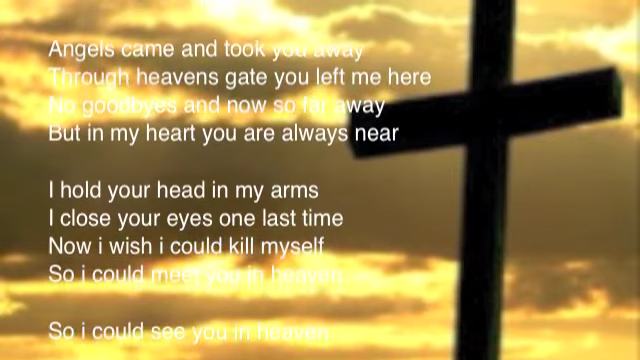 Angels came and took you away
Through heavens gate you left me here
No goodbyes and now so far away
But in my heart you are always near
I hold your head in my arms
I close your eyes one last time
Now i wish i could kill myself
So i could meet you in heaven
So i could see you in heaven